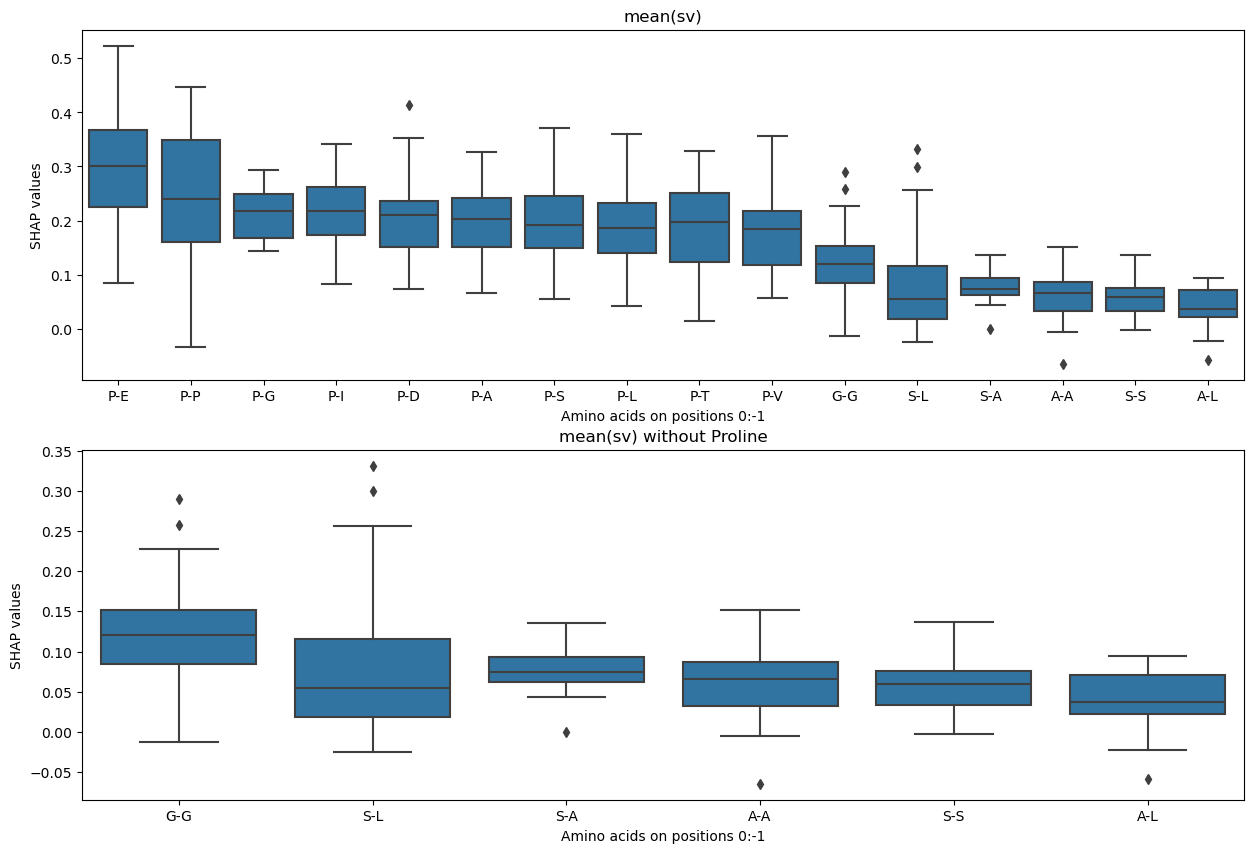 mean(sv)
SHAP values
0.5
0.4
0.3
0.2
0.1
0.0
P-E P-P P-G P-I P-D P-A P-S P-L P-T P-V G-G S-L S-A A-A S-S A-L
Amino acids on positions 0:-1
mean(sv) without Proline
SHAP values
0.35
0.30
0.25
0.20
0.15
0.10
0.05
0.00
−0.05
G-G S-L S-A A-A S-S A-L
Amino acids on positions 0:-1